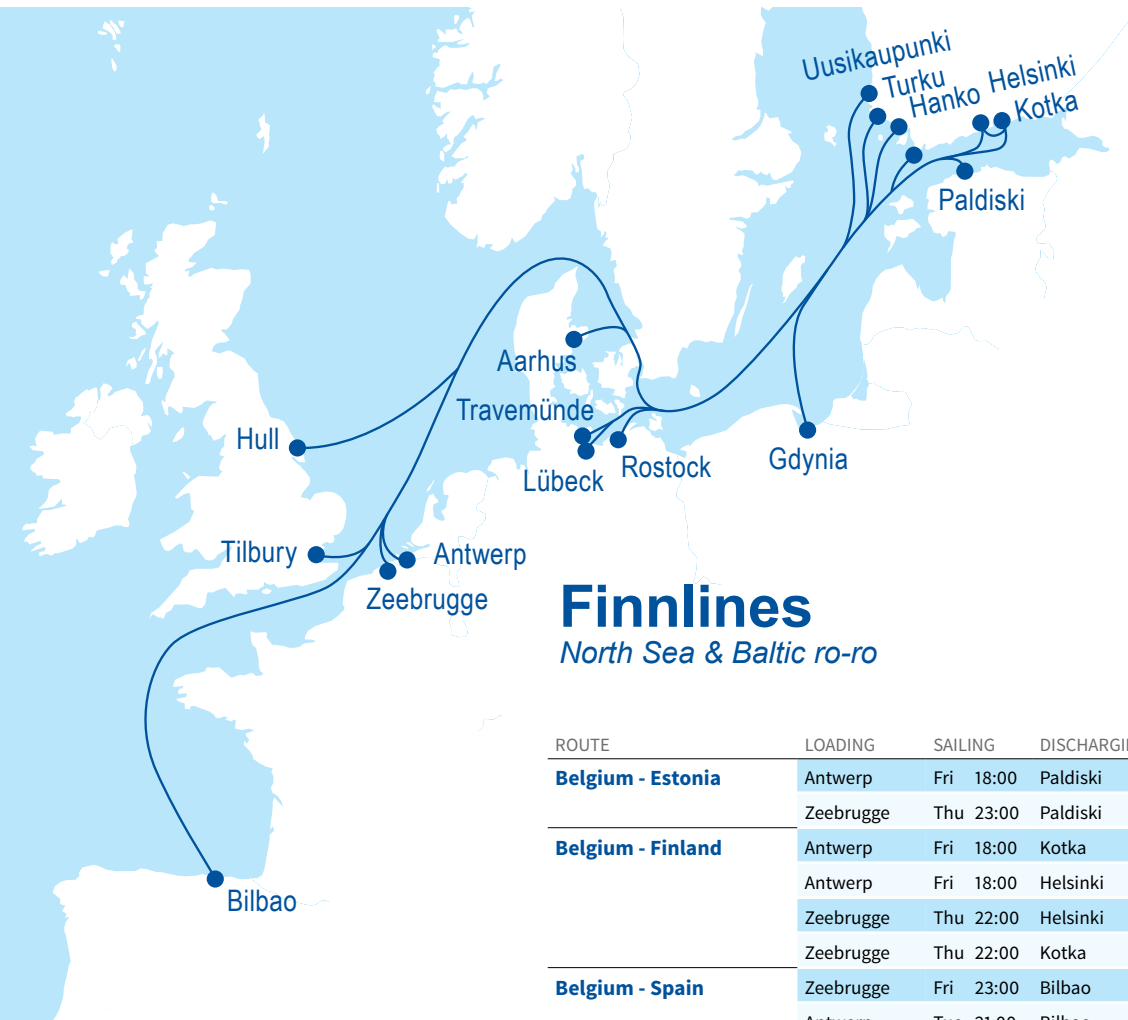 Uusikaupunki
Turku
Hanko
Helsinki
Kotka
Paldiski
Aarhus
Travemünde
Hull
Lübeck
Rostock
Gdynia
Tilbury
Antwerp
Zeebrugge
Finnlines
North Sea & Baltic ro-ro
Bilbao
ROUTE LOADING SAILING
Belgium - Estonia Antwerp Fri 18:00 Paldiski
Zeebrugge Thu 23:00 Paldiski
Belgium - Finland Antwerp Fri 18:00 Kotka
Antwerp Fri 18:00 Helsinki
Zeebrugge Thu 22:00 Helsinki
Zeebrugge Thu 22:00 Kotka
Belgium - Spain Zeebrugge Fri 23:00 Bilbao